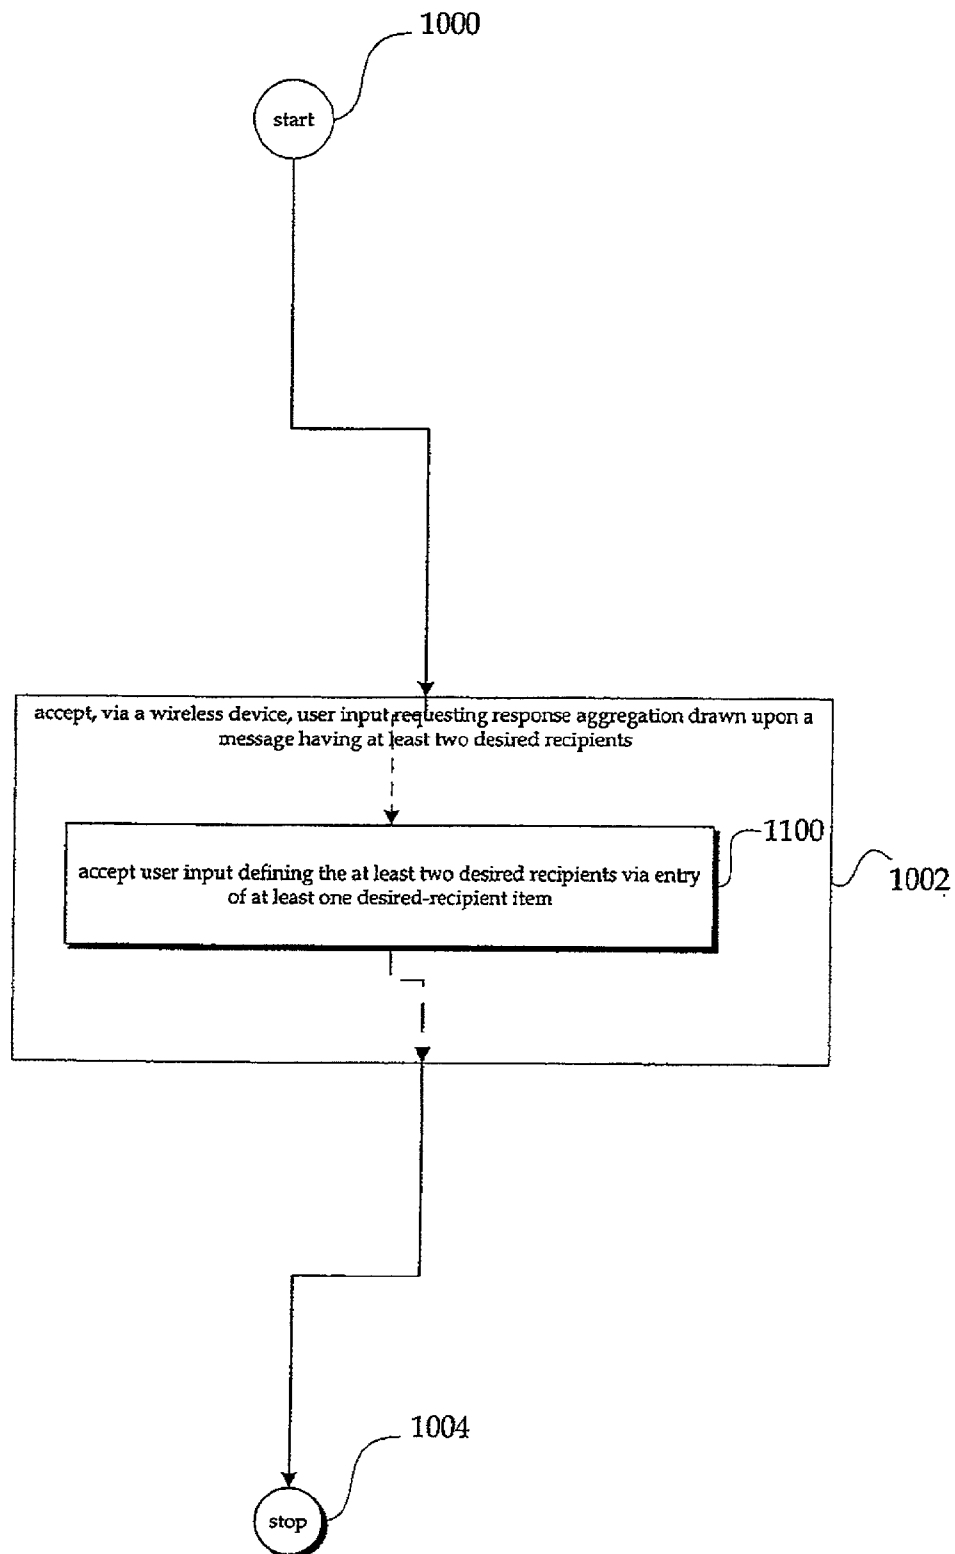 1000
start
accept, via a wireless device, user input requesting response aggregation drawn upon a
message having at least two desired recipients
1100
accept user input defining the at least two desired recipients via entry
of at least one desired-recipient item
1002
1004
stop